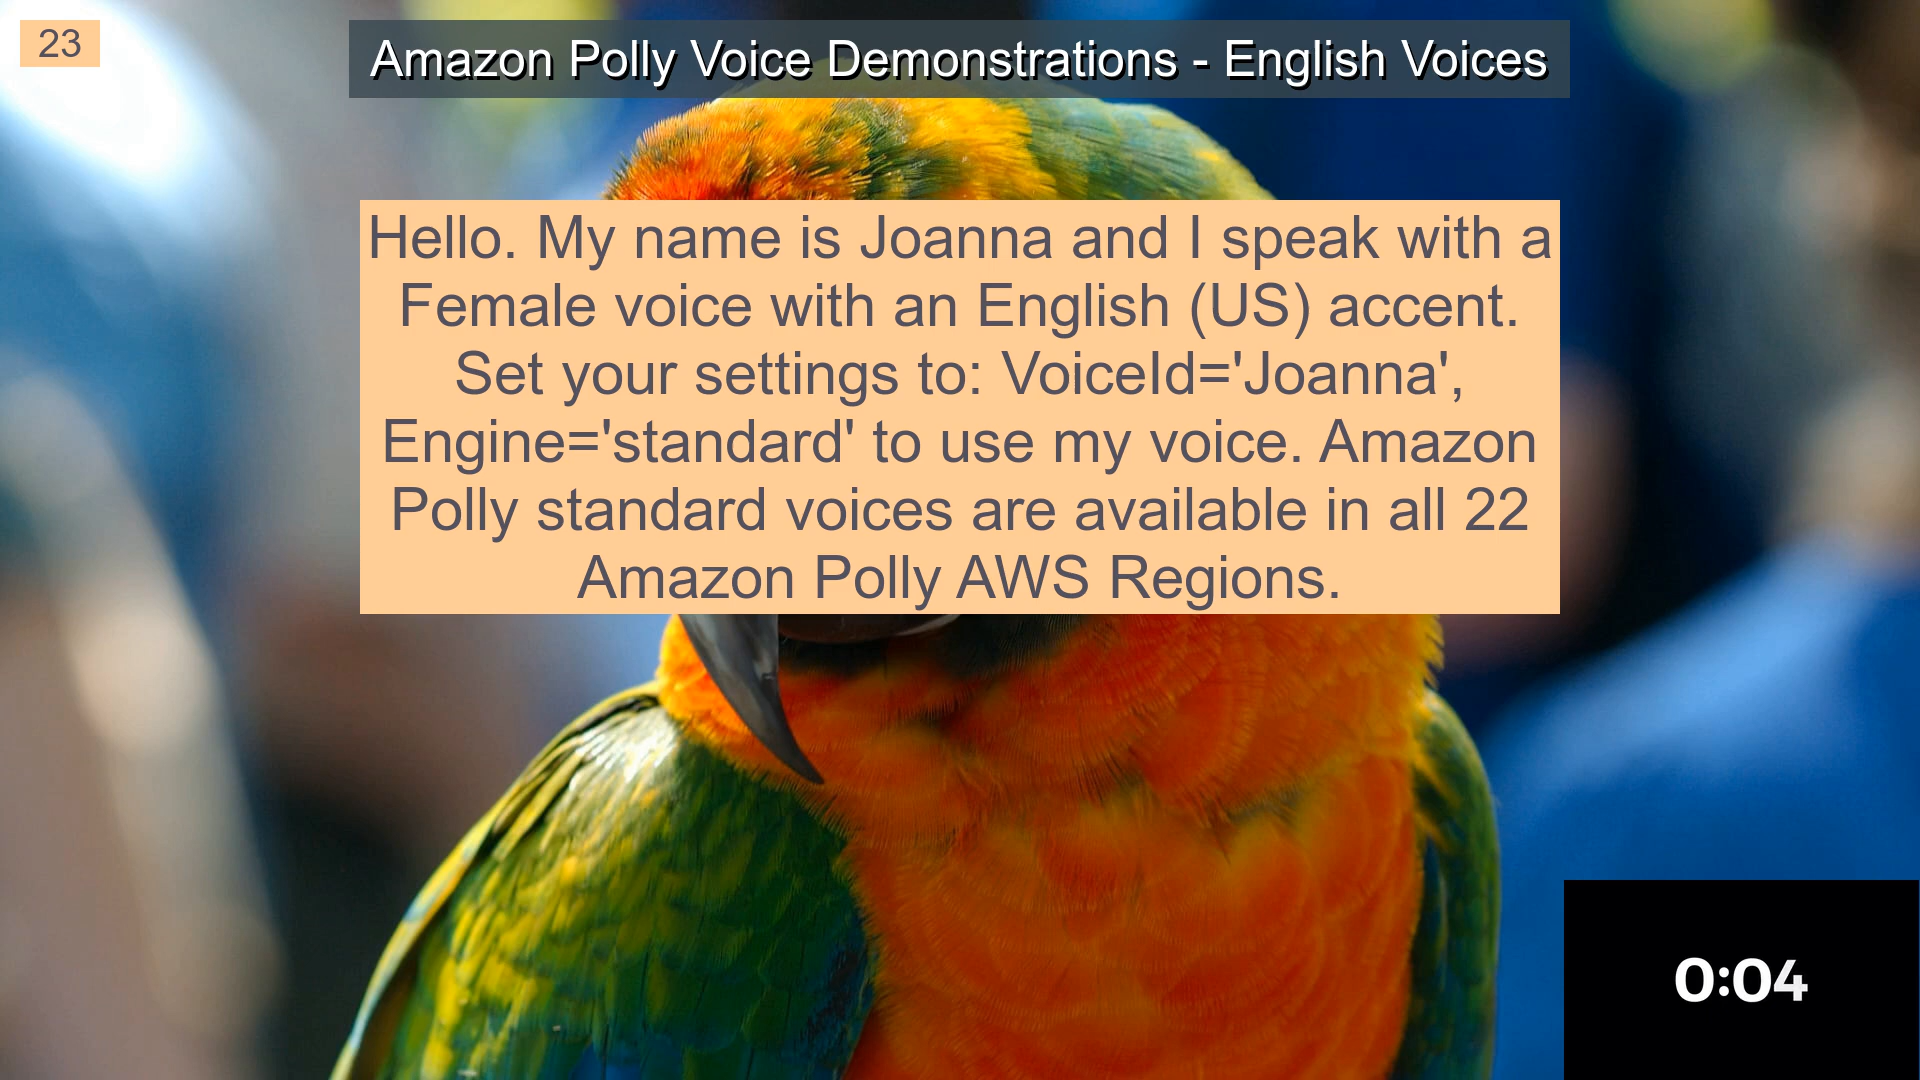 23
Amazon Polly Voice Demonstrations - English Voices
Hello. My name is Joanna and I speak with a
Female voice with an English (US) accent.
Set your settings to: VoiceId='Joanna',
Engine='standard' to use my voice. Amazon
Polly standard voices are available in all 22
Amazon Polly AWS Regions.
0:04